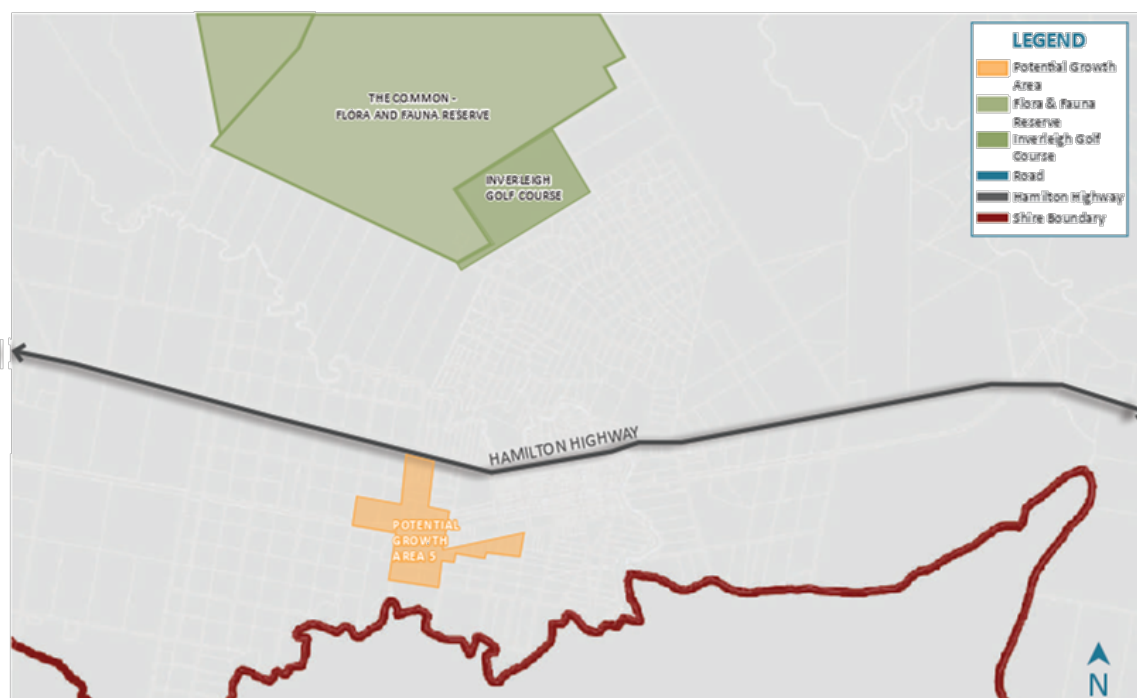 THE COMMON -
FLORA AND FAUNA RESERVE
INVERLEIGH
GOLF COURSE
LEGEND
Potential Growth
Area
Flora & Fauna
Reserve
Inverleigh Golf
Course
Road
Hamilton Highway
Shire Boundary
HAMILTON HIGHWAY
POTENTIAL
GROWTH
AREA 5
N